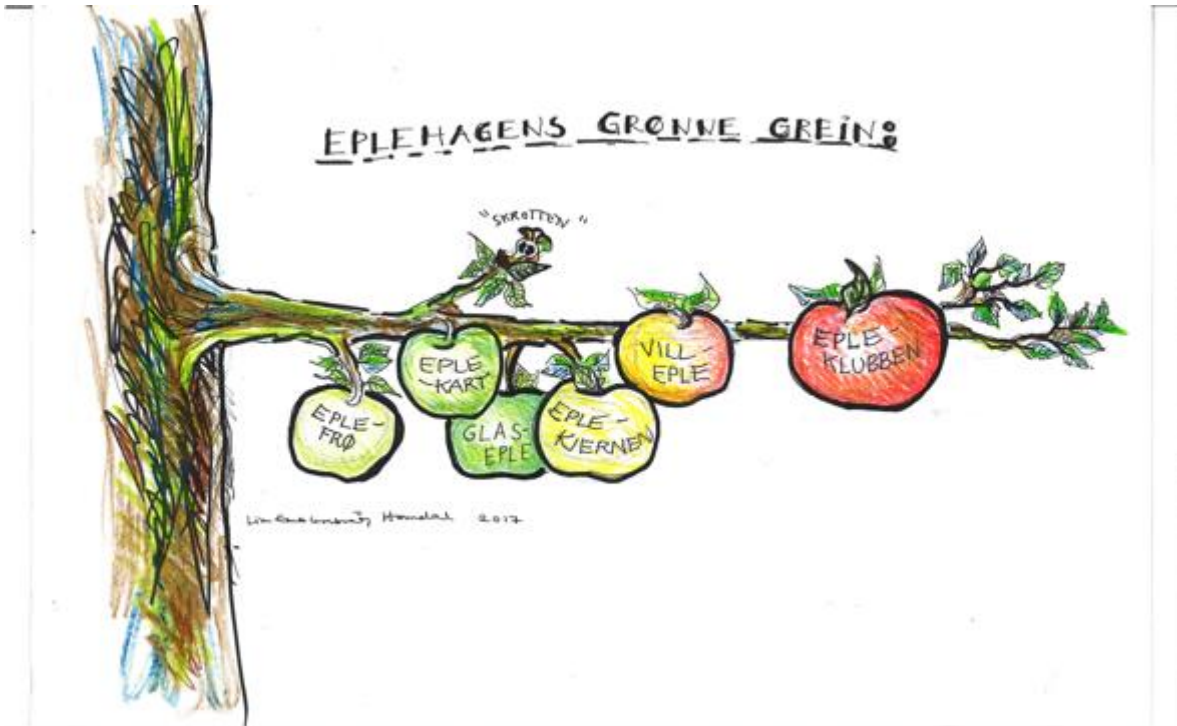 EPLEHAGENS GRØNNE GREIN:
"SKROTTEN"
EPLE
-KART
VILL-
EPLE
EPLE-
KLUBBEN
EPLE-
FRØ
GLAS-
EPLE
EPLE-
KJERNEN
2017